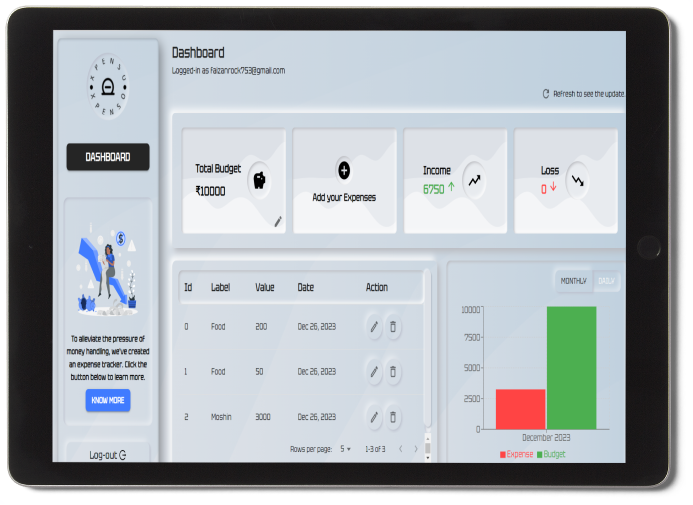 XPENSO XPENSO
Dashboard
Logged-in as faizanrock753@gmail.com
Refresh to see the update
DASHBOARD
Total Budget
₹10000
Add your Expenses
Income
6750 ↑
Loss
0 ↓
To alleviate the pressure of
money handling, we've created
an expense tracker. Click the
button below to learn more.
KNOW MORE
Log-out
Id Label Value Date Action
0 Food 200 Dec 26, 2023
1 Food 50 Dec 26, 2023
2 Moshin 3000 Dec 26, 2023
Rows per page: 5 1-3 of 3
MONTHLY DAILY
10000
7500
5000
2500
0
December 2023
Expense Budget